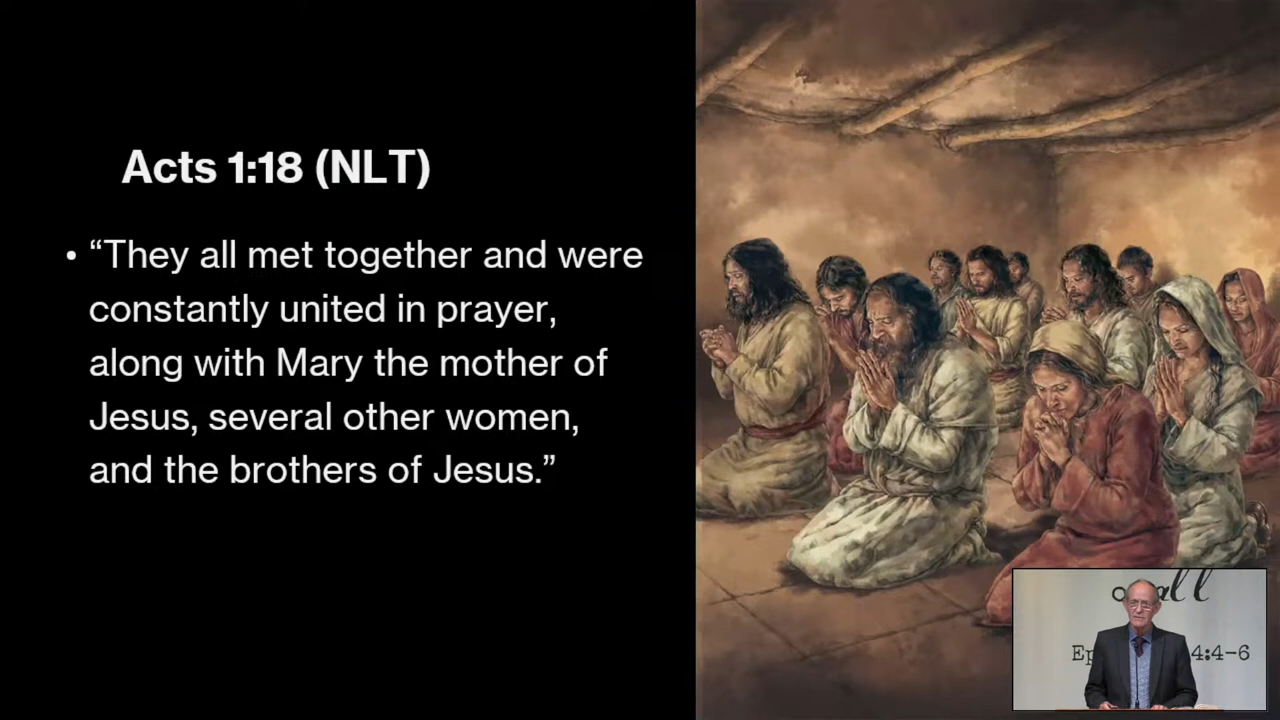 Acts 1:18 (NLT)
• “They all met together and were
constantly united in prayer,
along with Mary the mother of
Jesus, several other women,
and the brothers of Jesus.”
all
4:4-6